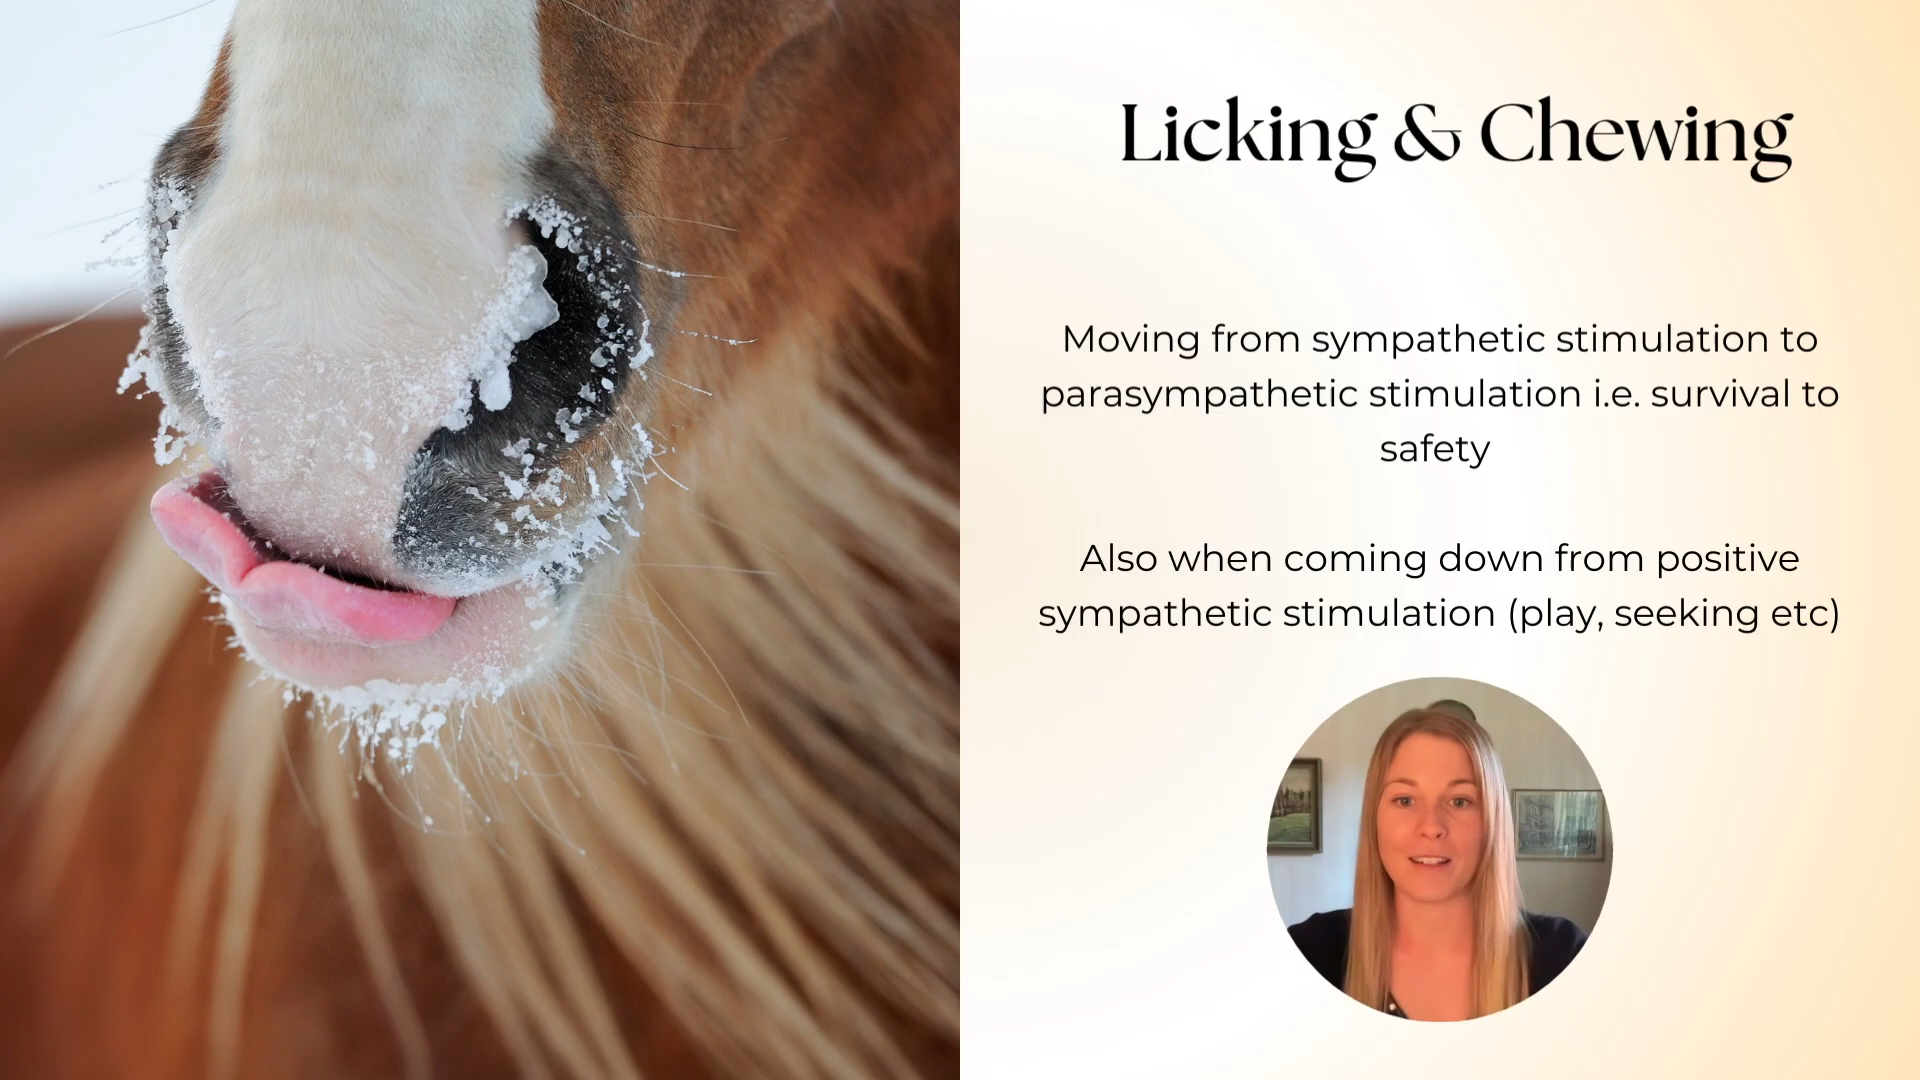 Licking & Chewing
Moving from sympathetic stimulation to
parasympathetic stimulation i.e. survival to
safety
Also when coming down from positive
sympathetic stimulation (play, seeking etc)